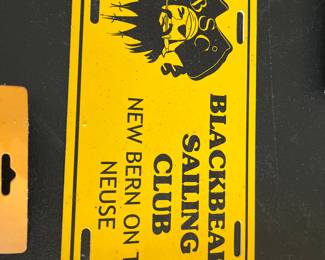 BSC
BLACKBEAR
SAILING
CLUB
NEW BERN ON T
NEUSE